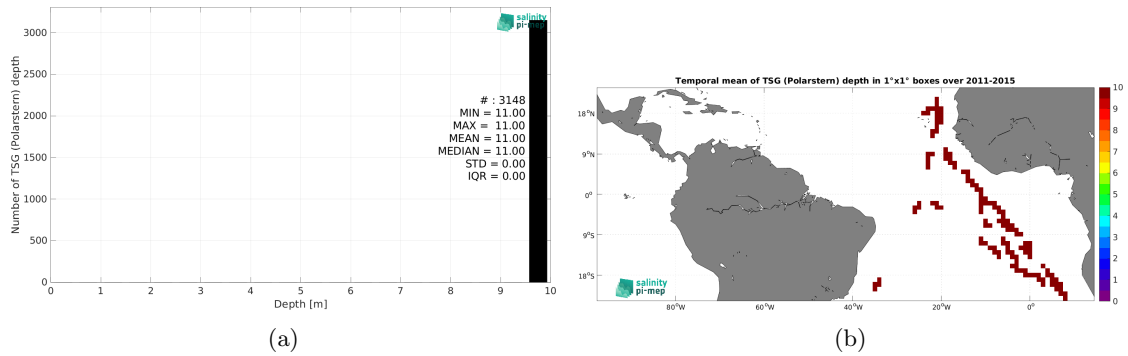 salinity
pi-mep
3000
2500
2000
1500
1000
500
0
Number of TSG (Polarstern) depth
# : 3148
MIN = 11.00
MAX = 11.00
MEAN = 11.00
MEDIAN = 11.00
STD = 0.00
IQR = 0.00
0 1 2 3 4 5 6 7 8 9 10
Depth [m]
(a)
Temporal mean of TSG (Polarstern) depth in 1°x1° boxes over 2011-2015
18°N
9°N
0°
9°S
18°S
80°W 60°W 40°W 20°W 0°
salinity
pi-mep
10
9
8
7
6
5
4
3
2
1
0
(b)